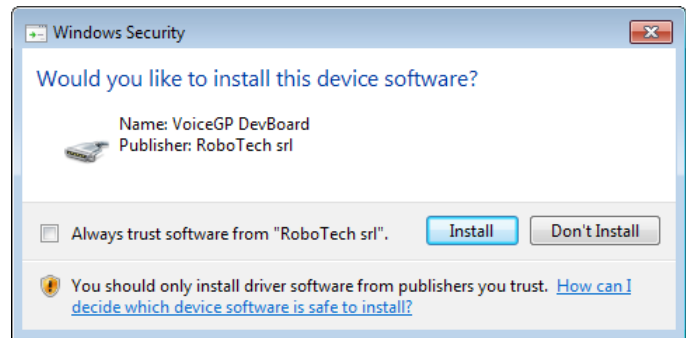 Windows Security
Would you like to install this device software?
Name: VoiceGP DevBoard
Publisher: RoboTech srl
Always trust software from "RoboTech srl".
Install
Don't Install
You should only install driver software from publishers you trust. How can I
decide which device software is safe to install?